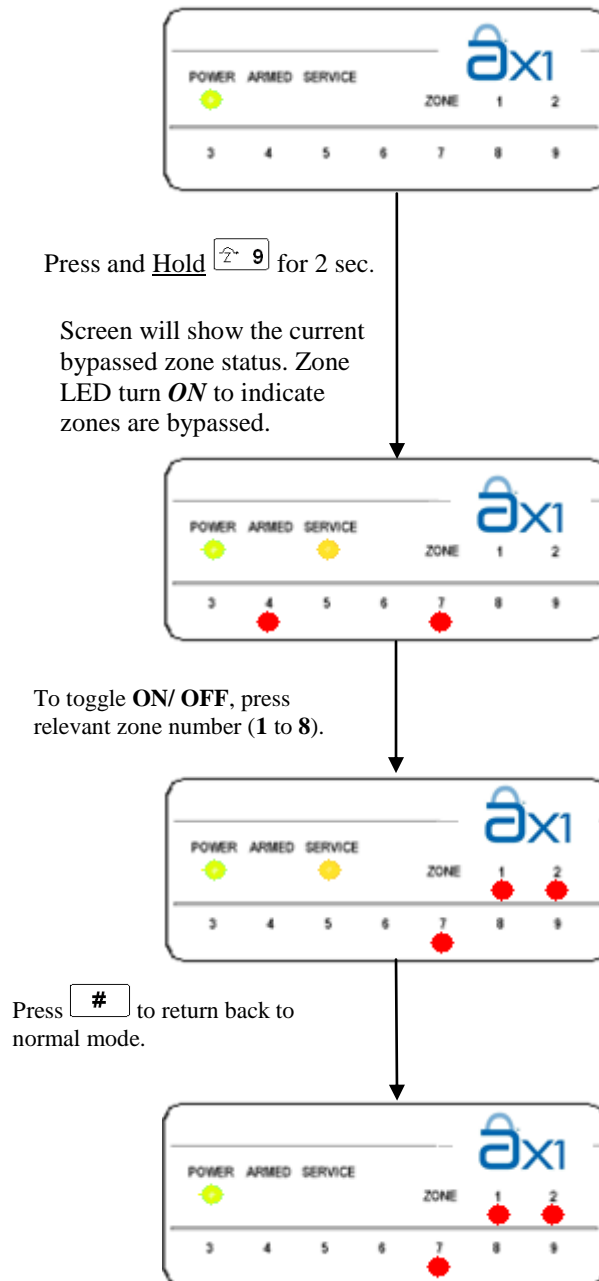 ax1
POWER ARMED SERVICE
ZONE 1 2
3 4 5 6 7 8 9
Press and Hold 9 for 2 sec.
Screen will show the current
bypassed zone status. Zone
LED turn ON to indicate
zones are bypassed.
ax1
POWER ARMED SERVICE
ZONE 1 2
3 4 5 6 7 8 9
To toggle ON/ OFF, press
relevant zone number (1 to 8).
ax1
POWER ARMED SERVICE
ZONE 1 2
3 4 5 6 7 8 9
Press # to return back to
normal mode.
ax1
POWER ARMED SERVICE
ZONE 1 2
3 4 5 6 7 8 9